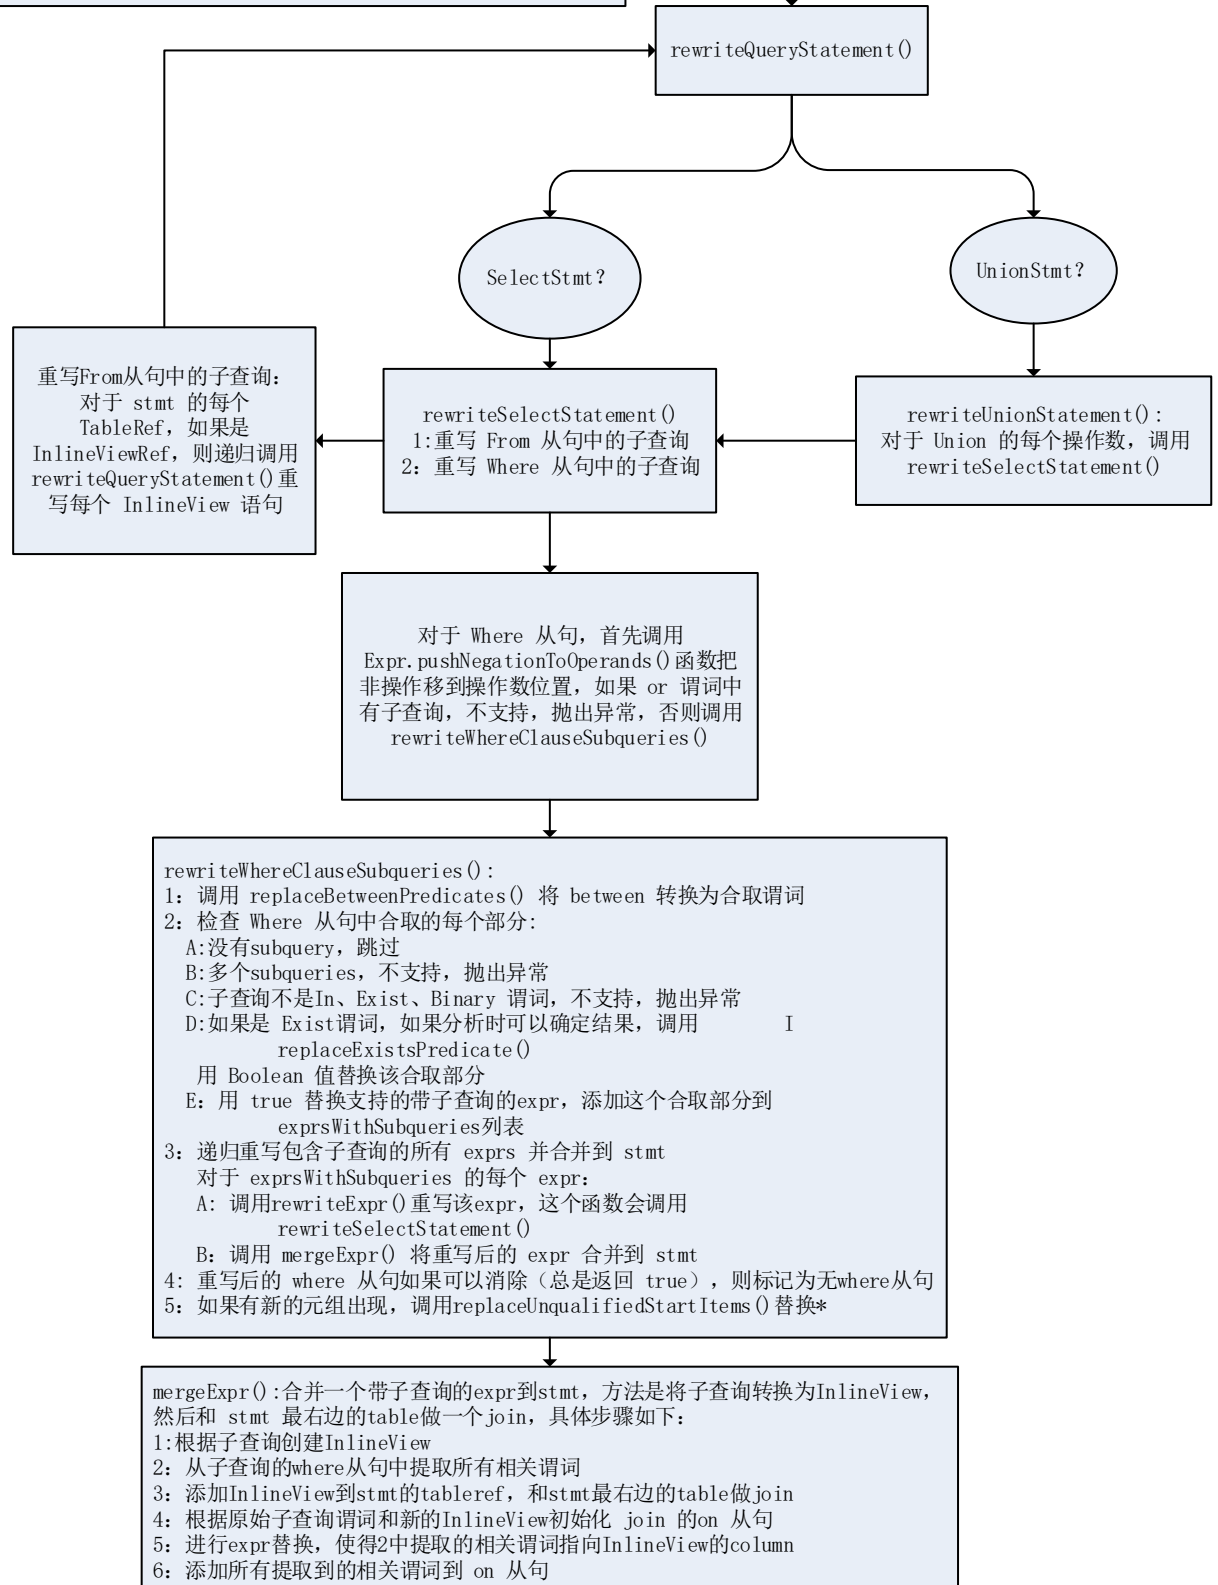 rewriteQueryStatement()
SelectStmt?
UnionStmt?
重写From从句中的子查询:
对于 stmt 的每个
TableRef, 如果是
InlineViewRef, 则递归调用
rewriteQueryStatement()重
写每个 InlineView 语句
rewriteSelectStatement()
1:重写 From 从句中的子查询
2: 重写 Where 从句中的子查询
rewriteUnionStatement():
对于 Union 的每个操作数, 调用
rewriteSelectStatement()
对于 Where 从句, 首先调用
Expr.pushNegationToOperands()函数把
非操作移到操作数位置, 如果 or 谓词中
有子查询, 不支持, 抛出异常, 否则调用
rewriteWhereClauseSubqueries()
rewriteWhereClauseSubqueries():
1: 调用 replaceBetweenPredicates() 将 between 转换为合取谓词
2: 检查 Where 从句中合取的每个部分:
A:没有subquery, 跳过
B:多个subqueries, 不支持, 抛出异常
C:子查询不是In、Exist、Binary 谓词, 不支持, 抛出异常
D:如果是 Exist谓词, 如果分析时可以确定结果, 调用 I
replaceExistsPredicate()
用 Boolean 值替换该合取部分
E: 用 true 替换支持的带子查询的expr, 添加这个合取部分到
exprsWithSubqueries列表
3: 递归重写包含子查询的所有 exprs 并合并到 stmt
对于 exprsWithSubqueries 的每个 expr:
A: 调用rewriteExpr()重写该expr, 这个函数会调用
rewriteSelectStatement()
B: 调用 mergeExpr() 将重写后的 expr 合并到 stmt
4: 重写后的 where 从句如果可以消除（总是返回 true）, 则标记为无where从句
5: 如果有新的元组出现, 调用replaceUnqualifiedStartItems()替换*
mergeExpr():合并一个带子查询的expr到stmt, 方法是将子查询转换为InlineView,
然后和 stmt 最右边的table做一个join, 具体步骤如下:
1:根据子查询创建InlineView
2: 从子查询的where从句中提取所有相关谓词
3: 添加InlineView到stmt的tableref, 和stmt最右边的table做join
4: 根据原始子查询谓词和新的InlineView初始化 join 的on 从句
5: 进行expr替换, 使得2中提取的相关谓词指向InlineView的column
6: 添加所有提取到的相关谓词到 on 从句